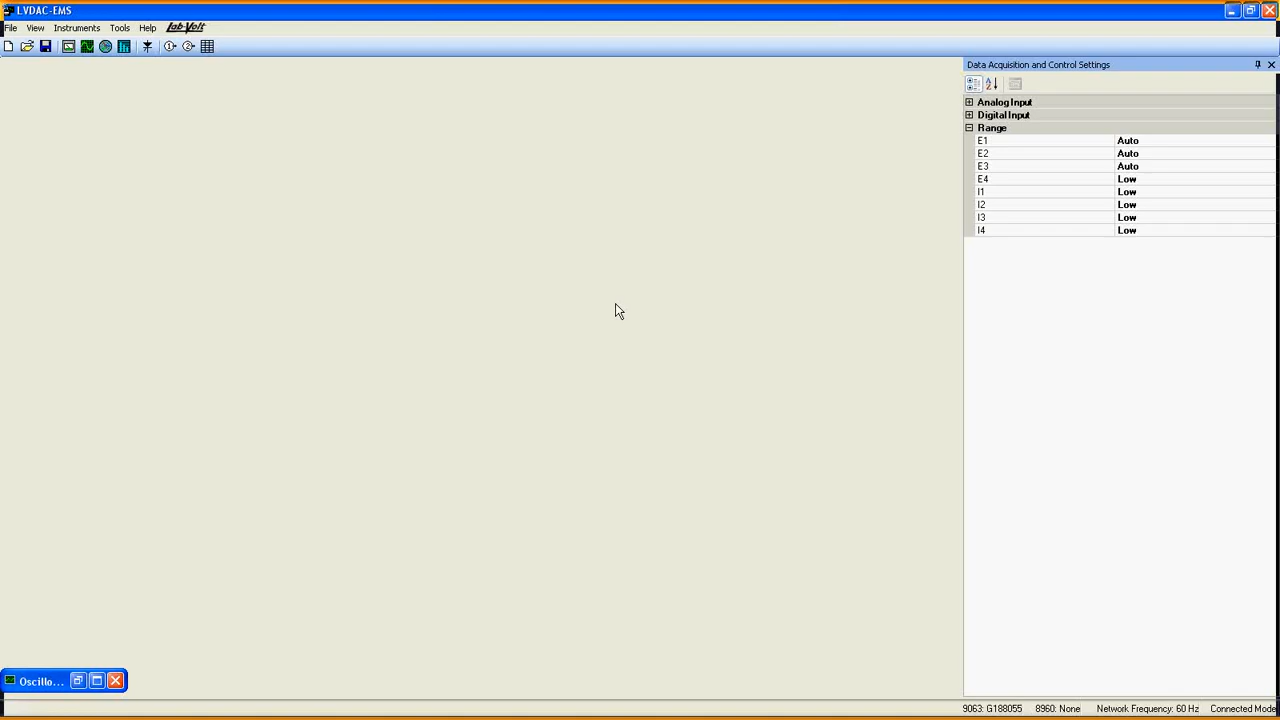 LVDAC-EMS
File View Instruments Tools Help Lab-Volt
1 2
Data Acquisition and Control Settings
A Z
Analog Input
Digital Input
Range
E1 Auto
E2 Auto
E3 Auto
E4 Low
I1 Low
I2 Low
I3 Low
I4 Low
Oscillo...
9063: G188055 8960: None Network Frequency: 60 Hz Connected Mode